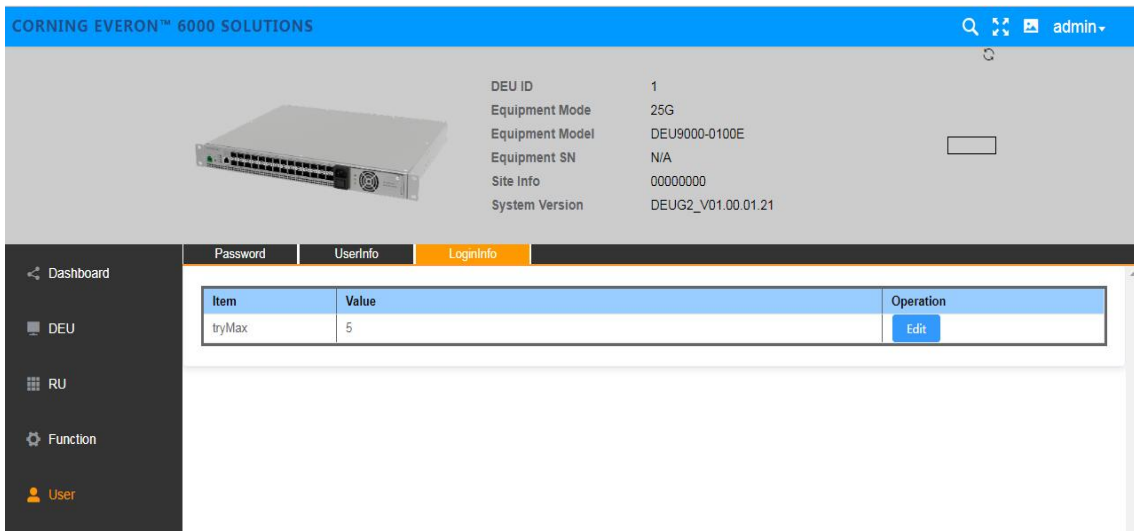 CORNING EVERON™ 6000 SOLUTIONS
admin
DEU ID 1
Equipment Mode 25G
Equipment Model DEU9000-0100E
Equipment SN N/A
Site Info 00000000
System Version DEUG2_V01.00.01.21
Password UserInfo LoginInfo
Dashboard
DEU
RU
Function
User
Item Value Operation
tryMax 5 Edit